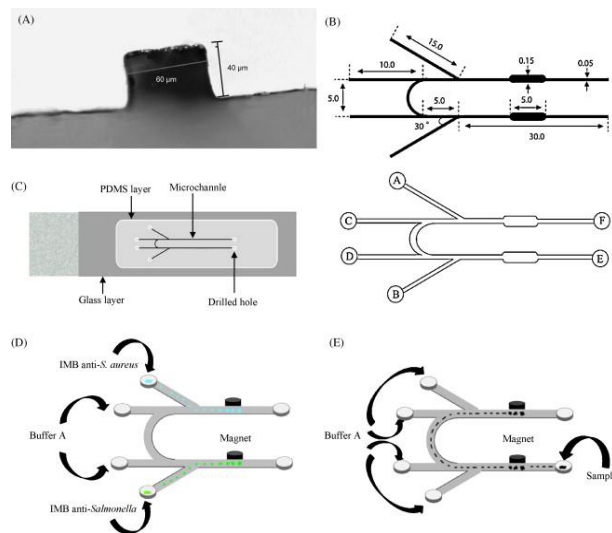 (A)
60 µm
40 µm
(B)
15.0
10.0
0.15
0.05
5.0
5.0
5.0
30°
30.0
(C)
PDMS layer
Microchannle
Glass layer
Drilled hole
A
C
F
D
E
B
(D)
IMB anti-S. aureus
Buffer A
Magnet
IMB anti-Salmonella
(E)
Buffer A
Magnet
Sampl